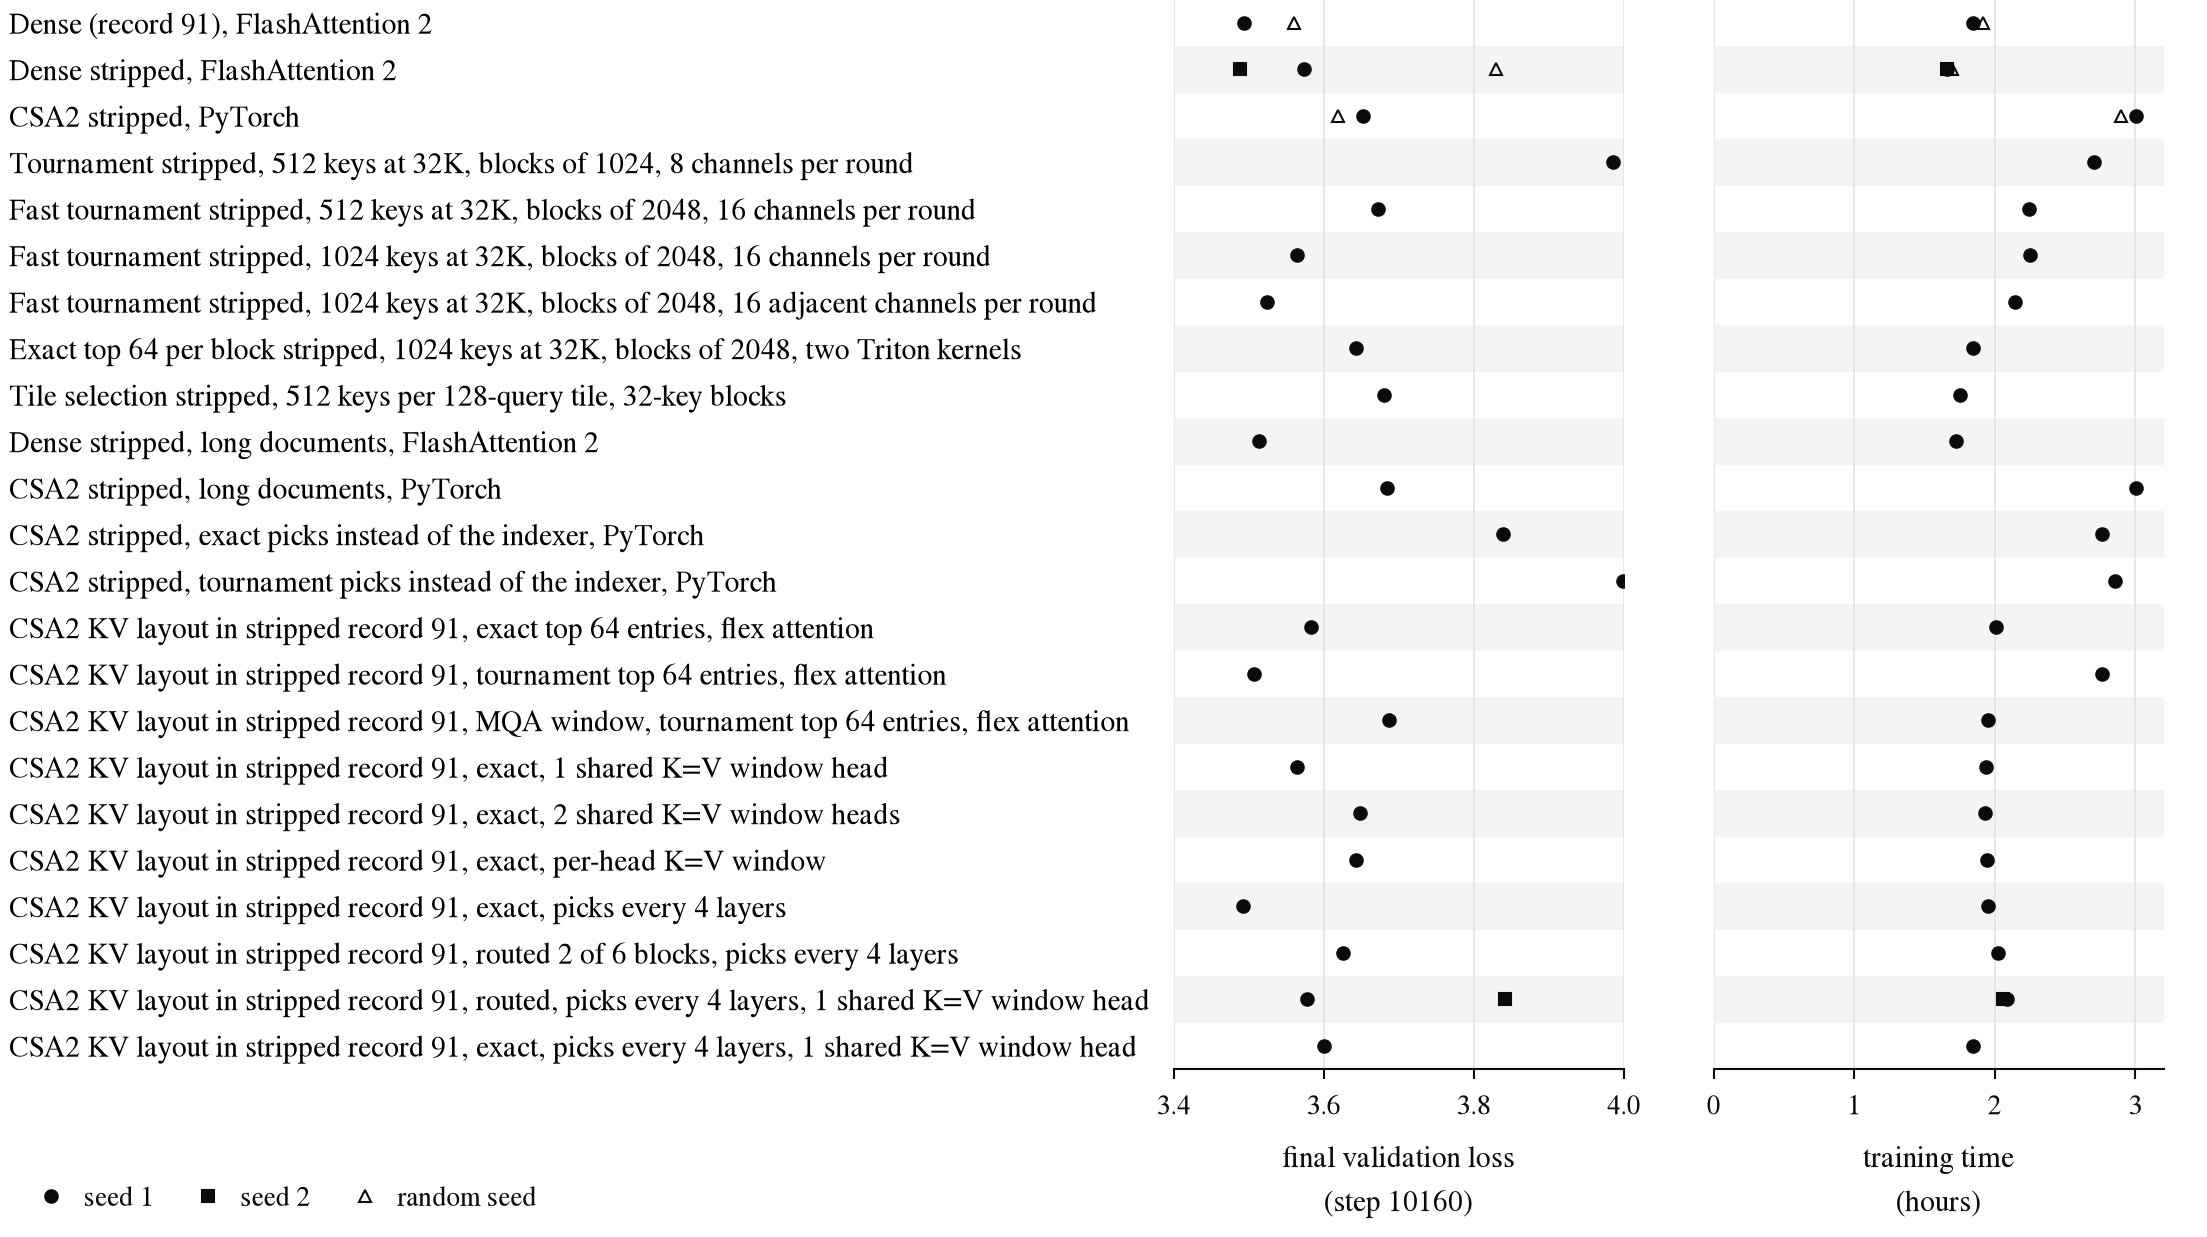 Dense (record 91), FlashAttention 2
Dense stripped, FlashAttention 2
CSA2 stripped, PyTorch
Tournament stripped, 512 keys at 32K, blocks of 1024, 8 channels per round
Fast tournament stripped, 512 keys at 32K, blocks of 2048, 16 channels per round
Fast tournament stripped, 1024 keys at 32K, blocks of 2048, 16 channels per round
Fast tournament stripped, 1024 keys at 32K, blocks of 2048, 16 adjacent channels per round
Exact top 64 per block stripped, 1024 keys at 32K, blocks of 2048, two Triton kernels
Tile selection stripped, 512 keys per 128-query tile, 32-key blocks
Dense stripped, long documents, FlashAttention 2
CSA2 stripped, long documents, PyTorch
CSA2 stripped, exact picks instead of the indexer, PyTorch
CSA2 stripped, tournament picks instead of the indexer, PyTorch
CSA2 KV layout in stripped record 91, exact top 64 entries, flex attention
CSA2 KV layout in stripped record 91, tournament top 64 entries, flex attention
CSA2 KV layout in stripped record 91, MQA window, tournament top 64 entries, flex attention
CSA2 KV layout in stripped record 91, exact, 1 shared K=V window head
CSA2 KV layout in stripped record 91, exact, 2 shared K=V window heads
CSA2 KV layout in stripped record 91, exact, per-head K=V window
CSA2 KV layout in stripped record 91, exact, picks every 4 layers
CSA2 KV layout in stripped record 91, routed 2 of 6 blocks, picks every 4 layers
CSA2 KV layout in stripped record 91, routed, picks every 4 layers, 1 shared K=V window head
CSA2 KV layout in stripped record 91, exact, picks every 4 layers, 1 shared K=V window head
3.4 3.6 3.8 4.0
0 1 2 3
final validation loss
(step 10160)
training time
(hours)
seed 1
seed 2
random seed